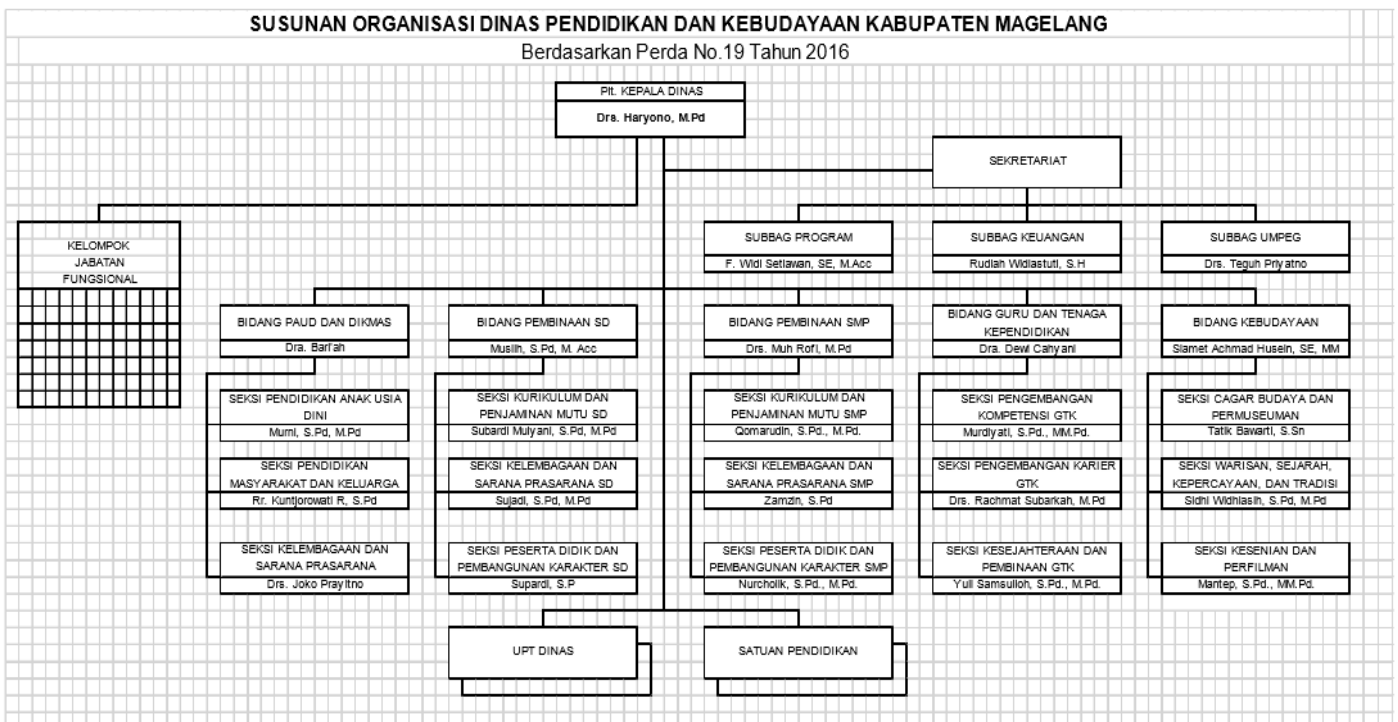 SUSUNAN ORGANISASI DINAS PENDIDIKAN DAN KEBUDAYAAN KABUPATEN MAGELANG
Berdasarkan Perda No.19 Tahun 2016
Plt. KEPALA DINAS
Drs. Haryono, M.Pd
SEKRETARIAT
KELOMPOK
JABATAN
FUNGSIONAL
SUBBAG PROGRAM
F. Widi Setiawan, SE, M.Acc
SUBBAG KEUANGAN
Rudiah Widiastuti, S.H
SUBBAG UMPEG
Drs. Teguh Priyatno
BIDANG PAUD DAN DIKMAS
Dra. Bari'ah
BIDANG PEMBINAAN SD
Muslih, S.Pd, M. Acc
BIDANG PEMBINAAN SMP
Drs. Muh Rofi, M.Pd
BIDANG GURU DAN TENAGA
KEPENDIDIKAN
Dra. Dewi Cahyani
BIDANG KEBUDAYAAN
Slamet Achmad Husein, SE, MM
SEKSI PENDIDIKAN ANAK USIA
DINI
Murni, S.Pd, M.Pd
SEKSI KURIKULUM DAN
PENJAMINAN MUTU SD
Subardi Mulyani, S.Pd, M.Pd
SEKSI KURIKULUM DAN
PENJAMINAN MUTU SMP
Qomarudin, S.Pd., M.Pd.
SEKSI PENGEMBANGAN
KOMPETENSI GTK
Murdiyati, S.Pd., MM.Pd.
SEKSI CAGAR BUDAYA DAN
PERMUSEUMAN
Tatik Bawarti, S.Sn
SEKSI PENDIDIKAN
MASYARAKAT DAN KELUARGA
Rr. Kuntjorowati R, S.Pd
SEKSI KELEMBAGAAN DAN
SARANA PRASARANA SD
Sujadi, S.Pd, M.Pd
SEKSI KELEMBAGAAN DAN
SARANA PRASARANA SMP
Zamzin, S.Pd
SEKSI PENGEMBANGAN KARIER
GTK
Drs. Rachmat Subarkah, M.Pd
SEKSI WARISAN, SEJARAH,
KEPERCAYAAN, DAN TRADISI
Sidhi Widhiasih, S.Pd, M.Pd
SEKSI KELEMBAGAAN DAN
SARANA PRASARANA
Drs. Joko Prayitno
SEKSI PESERTA DIDIK DAN
PEMBANGUNAN KARAKTER SD
Supardi, S.P
SEKSI PESERTA DIDIK DAN
PEMBANGUNAN KARAKTER SMP
Nurcholik, S.Pd., M.Pd.
SEKSI KESEJAHTERAAN DAN
PEMBINAAN GTK
Yuli Samsulloh, S.Pd., M.Pd.
SEKSI KESENIAN DAN
PERFILMAN
Mantep, S.Pd., MM.Pd.
UPT DINAS
SATUAN PENDIDIKAN